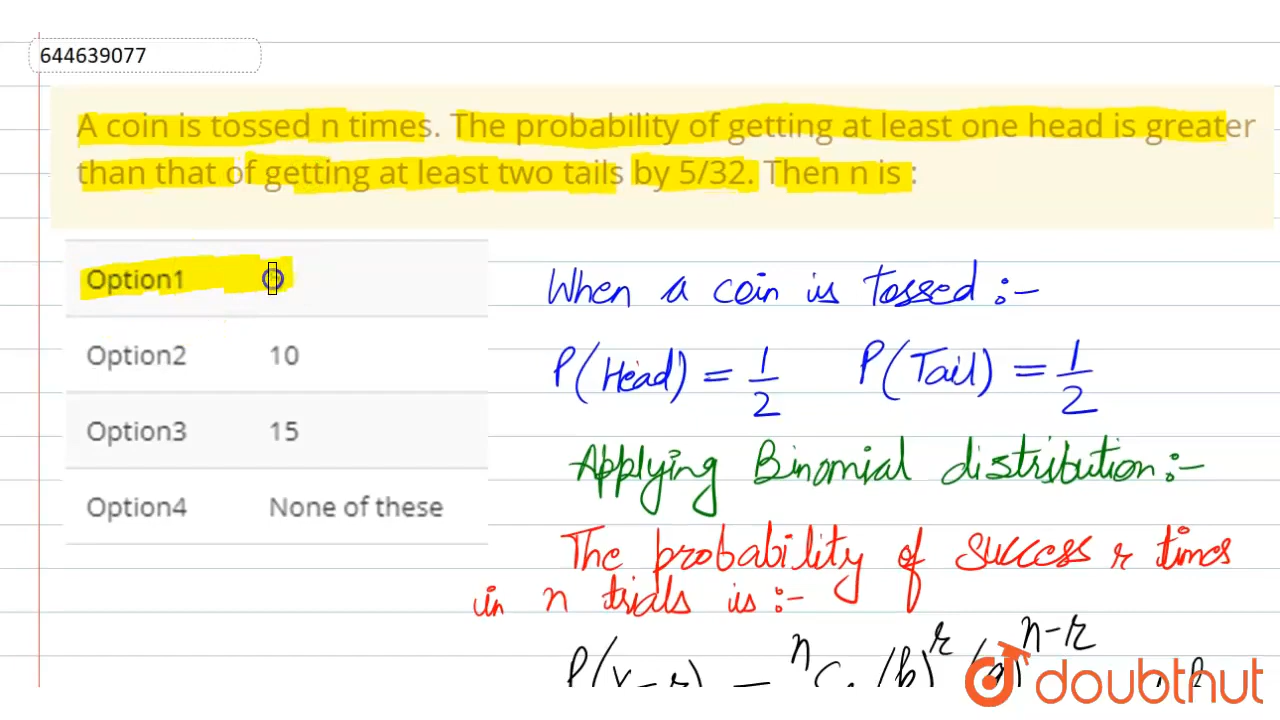 644639077
A coin is tossed n times. The probability of getting at least one head is greater
than that of getting at least two tails by 5/32. Then n is :
Option1
Option2 10
Option3 15
Option4 None of these
When a coin is tossed :-
P(Head) = 1/2 P(Tail) = 1/2
Applying Binomial distribution :-
The probability of success r times
in n trials is :-
doubtnut